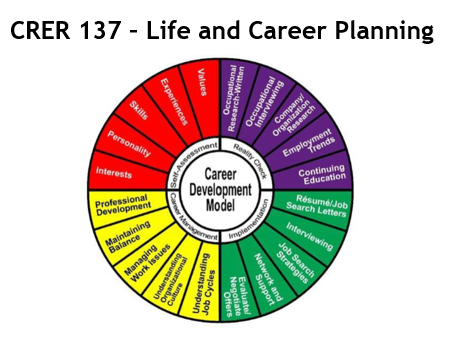 CRER 137 – Life and Career Planning
Career
Development
Model
Self-Assessment
Reality Check
Implementation
Career Management
Interests
Personality
Skills
Experiences
Values
Occupational
Research-Written
Occupational
Interviewing
Company/
Organization
Research
Employment
Trends
Continuing
Education
Résumé/Job
Search Letters
Interviewing
Job Search
Strategies
Network and
Support
Evaluate/
Negotiate
Offers
Understanding
Job Cycles
Understanding
Organizational
Culture
Managing
Work Issues
Maintaining
Balance
Professional
Development